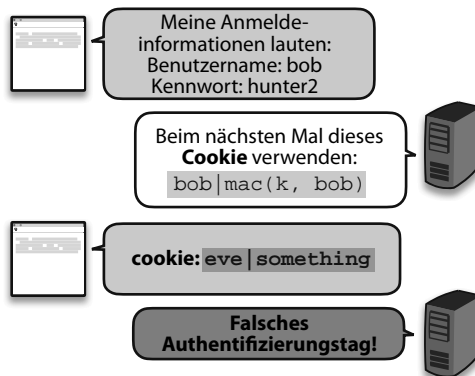 Meine Anmelde-
informationen lauten:
Benutzername: bob
Kennwort: hunter2
Beim nächsten Mal dieses
Cookie verwenden:
bob|mac(k, bob)
cookie: eve|something
Falsches
Authentifizierungstag!